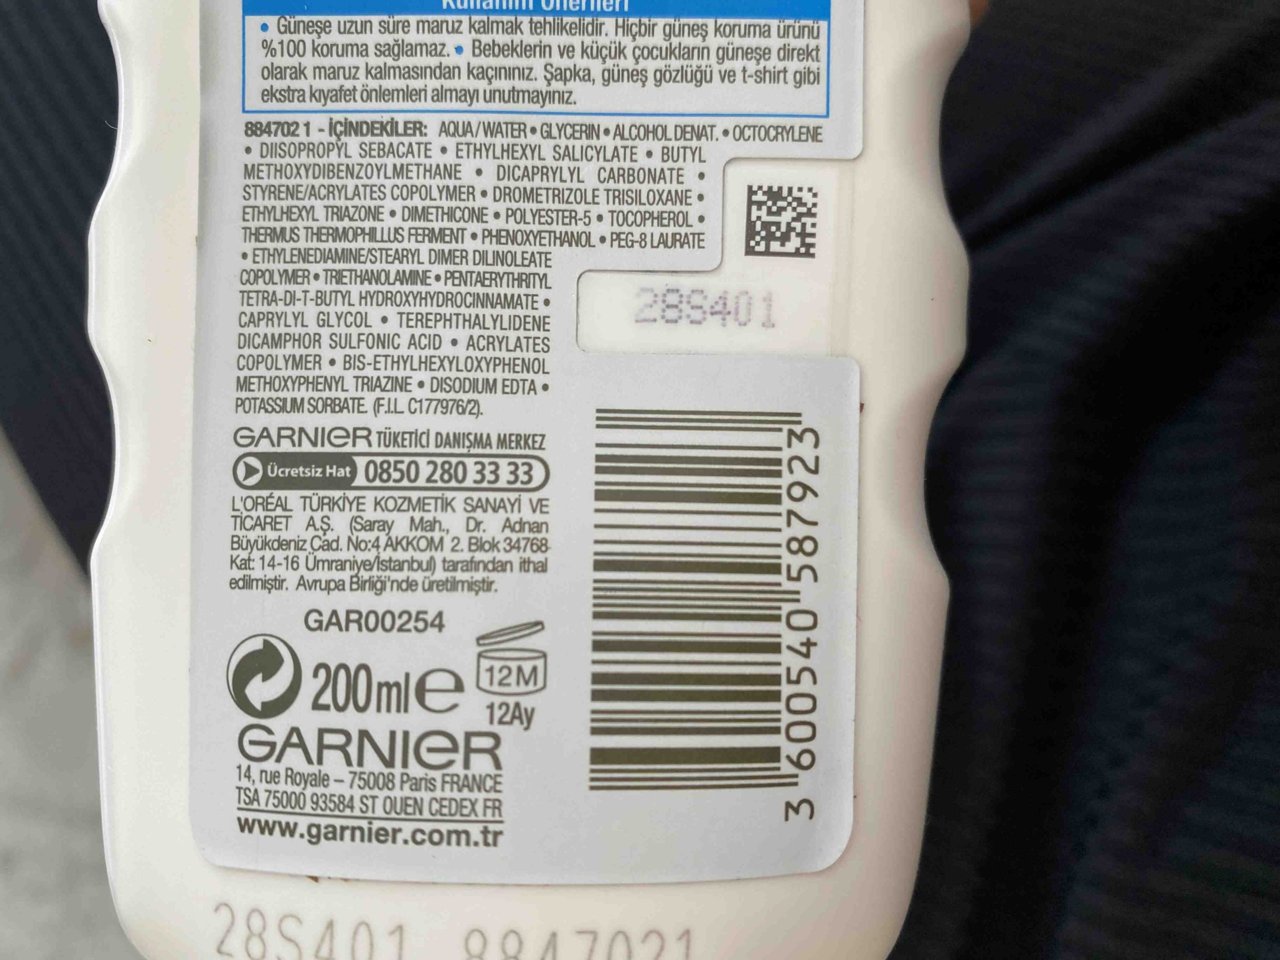 Kullanım Önerileri
• Güneşe uzun süre maruz kalmak tehlikelidir. Hiçbir güneş koruma ürünü
%100 koruma sağlamaz. • Bebeklerin ve küçük çocukların güneşe direkt
olarak maruz kalmasından kaçınınız. Şapka, güneş gözlüğü ve t-shirt gibi
ekstra kıyafet önlemleri almayı unutmayınız.
884702 1 - İÇİNDEKİLER: AQUA/WATER • GLYCERIN • ALCOHOL DENAT. • OCTOCRYLENE
• DIISOPROPYL SEBACATE • ETHYLHEXYL SALICYLATE • BUTYL
METHOXYDIBENZOYLMETHANE • DICAPRYLYL CARBONATE •
STYRENE/ACRYLATES COPOLYMER • DROMETRIZOLE TRISILOXANE •
ETHYLHEXYL TRIAZONE • DIMETHICONE • POLYESTER-5 • TOCOPHEROL •
THERMUS THERMOPHILLUS FERMENT • PHENOXYETHANOL • PEG-8 LAURATE
• ETHYLENEDIAMINE/STEARYL DIMER DILINOLEATE
COPOLYMER • TRIETHANOLAMINE • PENTAERYTHRITYL
TETRA-DI-T-BUTYL HYDROXYHYDROCINNAMATE •
CAPRYLYL GLYCOL • TEREPHTHALYLIDENE
DICAMPHOR SULFONIC ACID • ACRYLATES
COPOLYMER • BIS-ETHYLHEXYLOXYPHENOL
METHOXYPHENYL TRIAZINE • DISODIUM EDTA •
POTASSIUM SORBATE. (F.I.L. C177976/2).
28S401
GARNIER TÜKETİCİ DANIŞMA MERKEZ
Ücretsiz Hat 0850 280 33 33
L'ORÉAL TÜRKİYE KOZMETİK SANAYİ VE
TİCARET A.Ş. (Saray Mah., Dr. Adnan
Büyükdeniz Cad. No:4 AKKOM 2. Blok 34768
Kat: 14-16 Ümraniye/İstanbul) tarafından ithal
edilmiştir. Avrupa Birliği'nde üretilmiştir.
GAR00254
200ml e
12M
12Ay
GARNIER
14, rue Royale – 75008 Paris FRANCE
TSA 75000 93584 ST OUEN CEDEX FR
www.garnier.com.tr
3 600540 587923
28S401 8847021